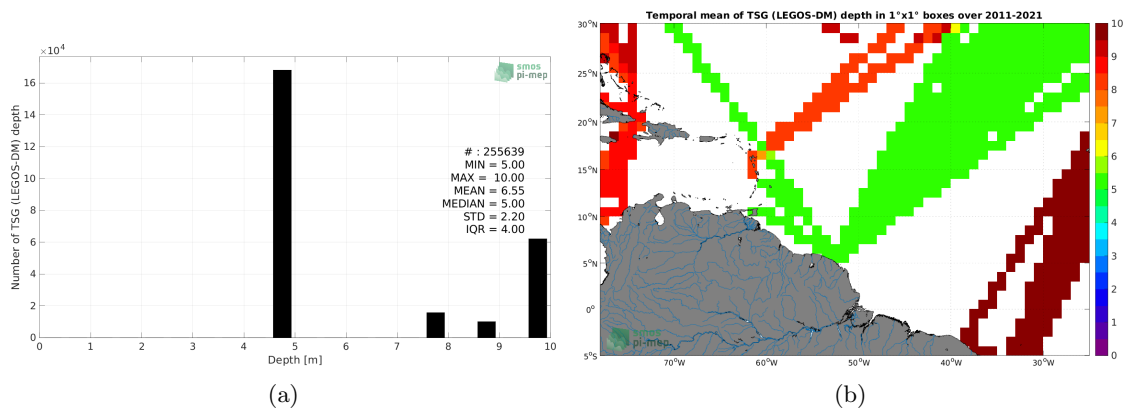 ×10⁴
16
14
12
10
8
6
4
2
0
Number of TSG (LEGOS-DM) depth
0 1 2 3 4 5 6 7 8 9 10
Depth [m]
smos
pi-mep
# : 255639
MIN = 5.00
MAX = 10.00
MEAN = 6.55
MEDIAN = 5.00
STD = 2.20
IQR = 4.00
(a)
Temporal mean of TSG (LEGOS-DM) depth in 1°x1° boxes over 2011-2021
30°N
25°N
20°N
15°N
10°N
5°N
0°
5°S
70°W 60°W 50°W 40°W 30°W
smos
pi-mep
10
9
8
7
6
5
4
3
2
1
0
(b)